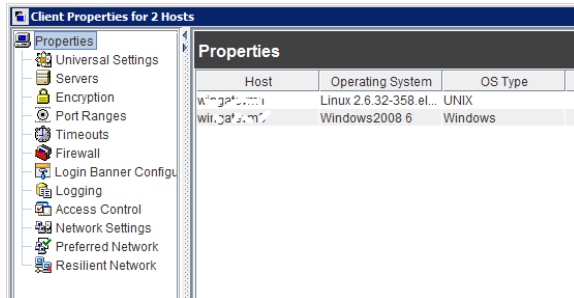 Client Properties for 2 Hosts
Properties
Universal Settings
Servers
Encryption
Port Ranges
Timeouts
Firewall
Login Banner Configu
Logging
Access Control
Network Settings
Preferred Network
Resilient Network
Properties
Host Operating System OS Type
Linux 2.6.32-358.el... UNIX
Windows2008 6 Windows